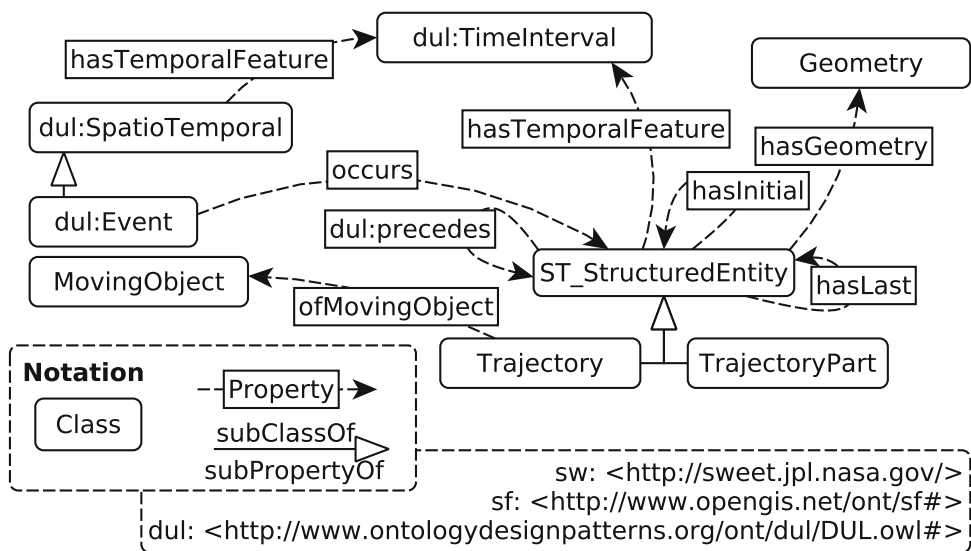 dul:TimeInterval
hasTemporalFeature
Geometry
dul:SpatioTemporal
hasTemporalFeature
hasGeometry
occurs
hasInitial
dul:Event
dul:precedes
MovingObject
ST_StructuredEntity
hasLast
ofMovingObject
Trajectory
TrajectoryPart
Notation
Property
Class
subClassOf
subPropertyOf
sw: <http://sweet.jpl.nasa.gov/>
sf: <http://www.opengis.net/ont/sf#>
dul: <http://www.ontologydesignpatterns.org/ont/dul/DUL.owl#>